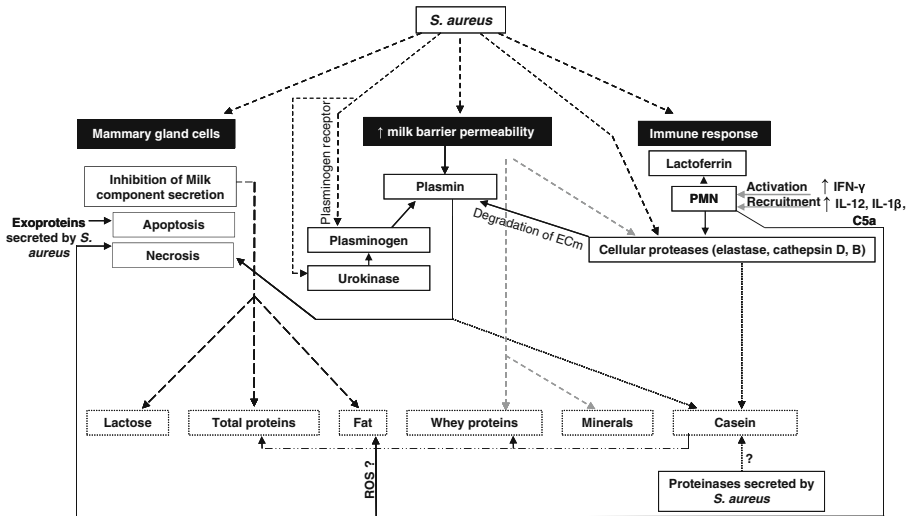 S. aureus
Mammary gland cells
↑ milk barrier permeability
Immune response
Plasminogen receptor
Inhibition of Milk
component secretion
Lactoferrin
Plasmin
PMN
Activation ↑ IFN-γ
Recruitment ↑ IL-12, IL-1β,
C5a
Exoproteins
secreted by S.
aureus
Apoptosis
Necrosis
Plasminogen
Urokinase
Degradation of ECm
Cellular proteases (elastase, cathepsin D, B)
Lactose
Total proteins
Fat
Whey proteins
Minerals
Casein
ROS ?
?
Proteinases secreted by
S. aureus